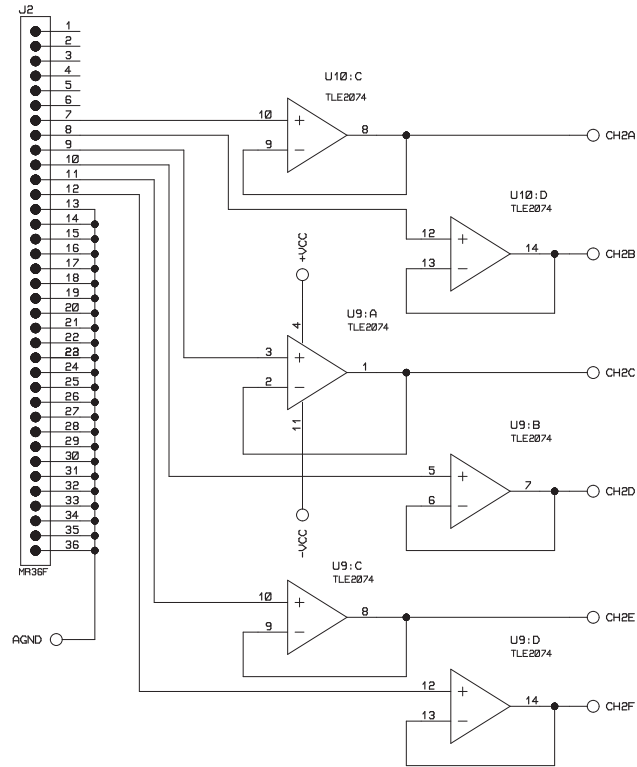 J2
1
2
3
4
5
6
7
8
9
10
11
12
13
14
15
16
17
18
19
20
21
22
23
24
25
26
27
28
29
30
31
32
33
34
35
36
MR36F
AGND
U10:C
TLE2074
10
9
8
+
−
CH2A
U10:D
TLE2074
12
13
14
+
−
CH2B
+VCC
U9:A
TLE2074
4
3
2
1
11
+
−
-VCC
CH2C
U9:B
TLE2074
5
6
7
+
−
CH2D
U9:C
TLE2074
10
9
8
+
−
CH2E
U9:D
TLE2074
12
13
14
+
−
CH2F